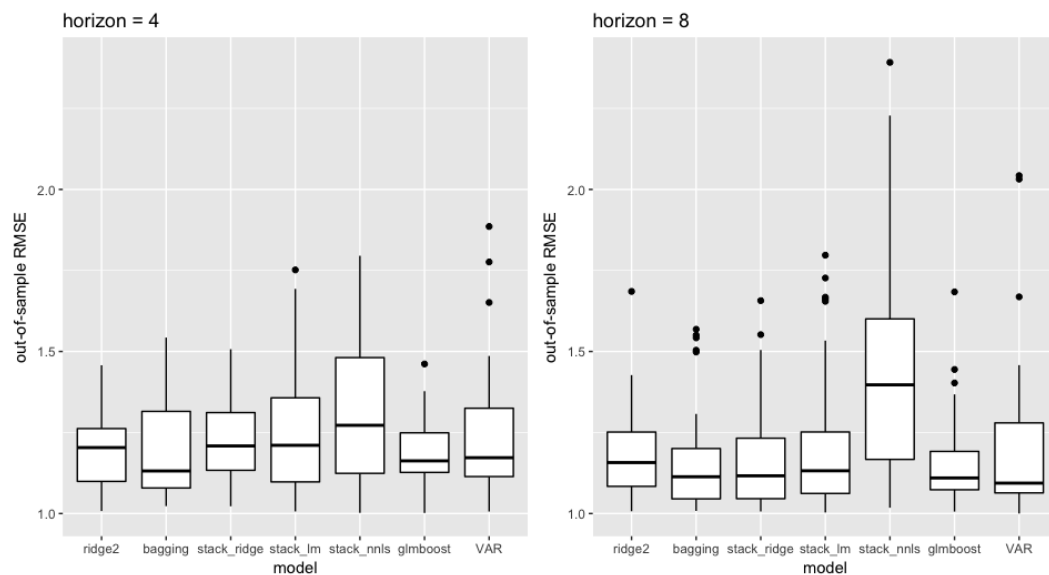 horizon = 4
out-of-sample RMSE
2.0
1.5
1.0
ridge2 bagging stack_ridge stack_lm stack_nnls glmboost VAR
model
horizon = 8
out-of-sample RMSE
2.0
1.5
1.0
ridge2 bagging stack_ridge stack_lm stack_nnls glmboost VAR
model